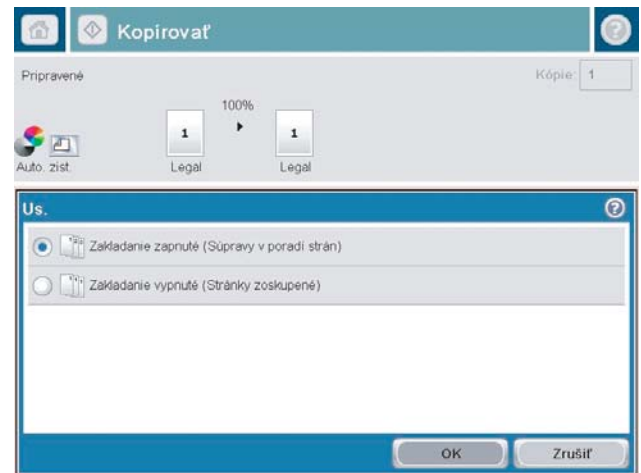 Kopírovať
Pripravené
Kópie: 1
100%
1 1
Auto. zist. Legal Legal
Us.
Zakladanie zapnuté (Súpravy v poradí strán)
Zakladanie vypnuté (Stránky zoskupené)
OK Zrušiť